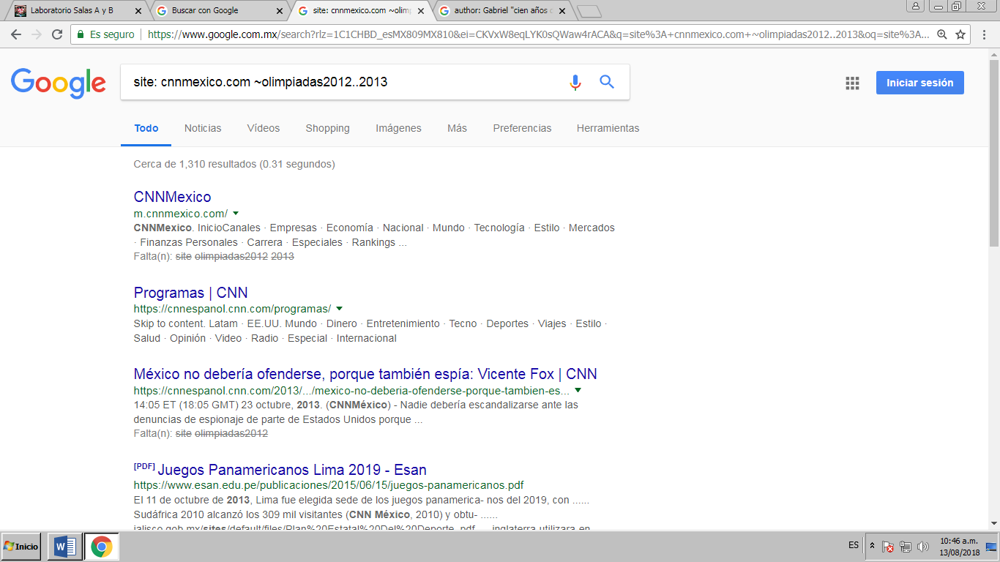 Laboratorio Salas A y B
Buscar con Google
site: cnnmexico.com ~olimp
author: Gabriel "cien años d
Es seguro
https://www.google.com.mx/search?rlz=1C1CHBD_esMX809MX810&ei=CKVxW8eqLYK0sQWaw4rACA&q=site%3A+cnnmexico.com+~olimpiadas2012..2013&oq=site%3A...
Google
site: cnnmexico.com ~olimpiadas2012..2013
Iniciar sesión
Todo Noticias Vídeos Shopping Imágenes Más Preferencias Herramientas
Cerca de 1,310 resultados (0.31 segundos)
CNNMexico
m.cnnmexico.com/
CNNMexico. InicioCanales · Empresas · Economía · Nacional · Mundo · Tecnología · Estilo · Mercados
· Finanzas Personales · Carrera · Especiales · Rankings ...
Falta(n): site olimpiadas2012 2013
Programas | CNN
https://cnnespanol.cnn.com/programas/
Skip to content. Latam · EE.UU. Mundo · Dinero · Entretenimiento · Tecno · Deportes · Viajes · Estilo ·
Salud · Opinión · Video · Radio · Especial · Internacional
México no debería ofenderse, porque también espía: Vicente Fox | CNN
https://cnnespanol.cnn.com/2013/.../mexico-no-deberia-ofenderse-porque-tambien-es...
14:05 ET (18:05 GMT) 23 octubre, 2013. (CNNMéxico) - Nadie debería escandalizarse ante las
denuncias de espionaje de parte de Estados Unidos porque ...
Falta(n): site olimpiadas2012
[PDF] Juegos Panamericanos Lima 2019 - Esan
https://www.esan.edu.pe/publicaciones/2015/06/15/juegos-panamericanos.pdf
El 11 de octubre de 2013, Lima fue elegida sede de los juegos panamerica- nos del 2019, con ......
Sudáfrica 2010 alcanzó los 309 mil visitantes (CNN México, 2010) y obtu- ......
jalisco.gob.mx/sites/default/files/Plan%20Estatal%20Del%20Deporte.pdf ... inglaterra utilizara en
Inicio
ES
10:46 a.m.
13/08/2018